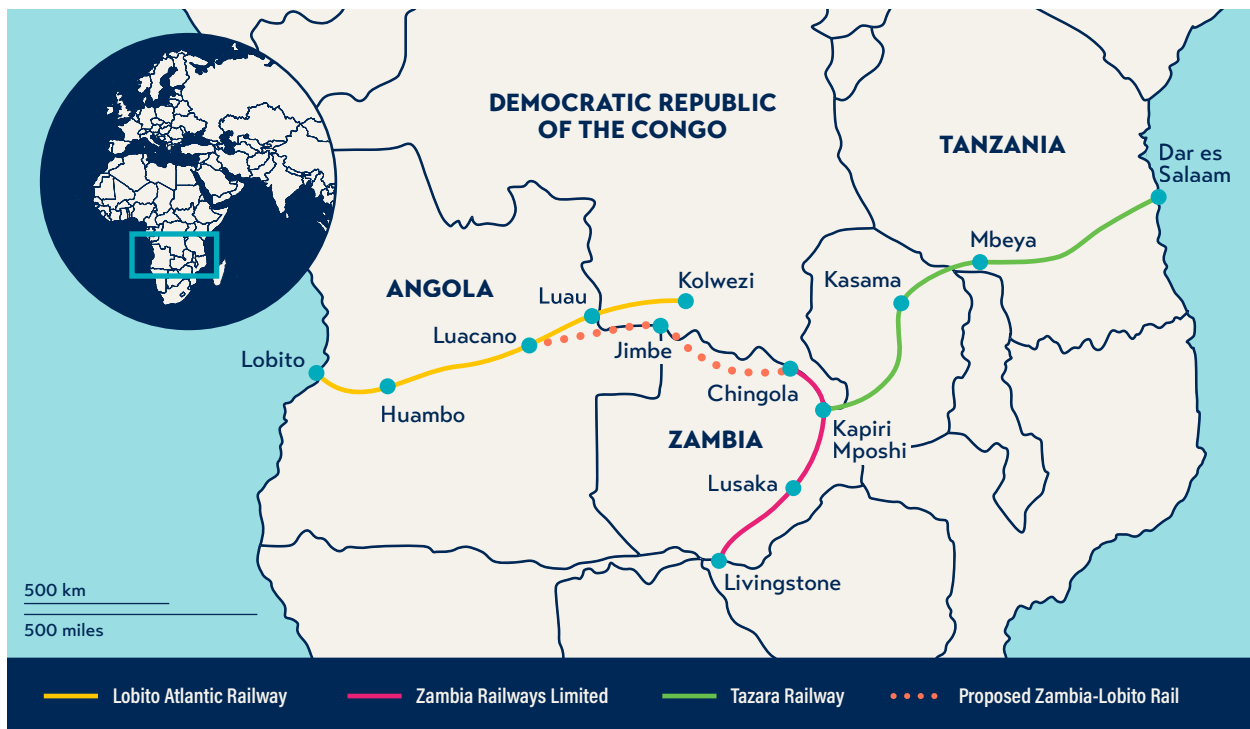 DEMOCRATIC REPUBLIC
OF THE CONGO
TANZANIA
Dar es
Salaam
Mbeya
Kasama
Kolwezi
ANGOLA
Luau
Luacano
Jimbe
Lobito
Huambo
Chingola
ZAMBIA
Kapiri
Mposhi
Lusaka
Livingstone
500 km
500 miles
Lobito Atlantic Railway
Zambia Railways Limited
Tazara Railway
Proposed Zambia-Lobito Rail